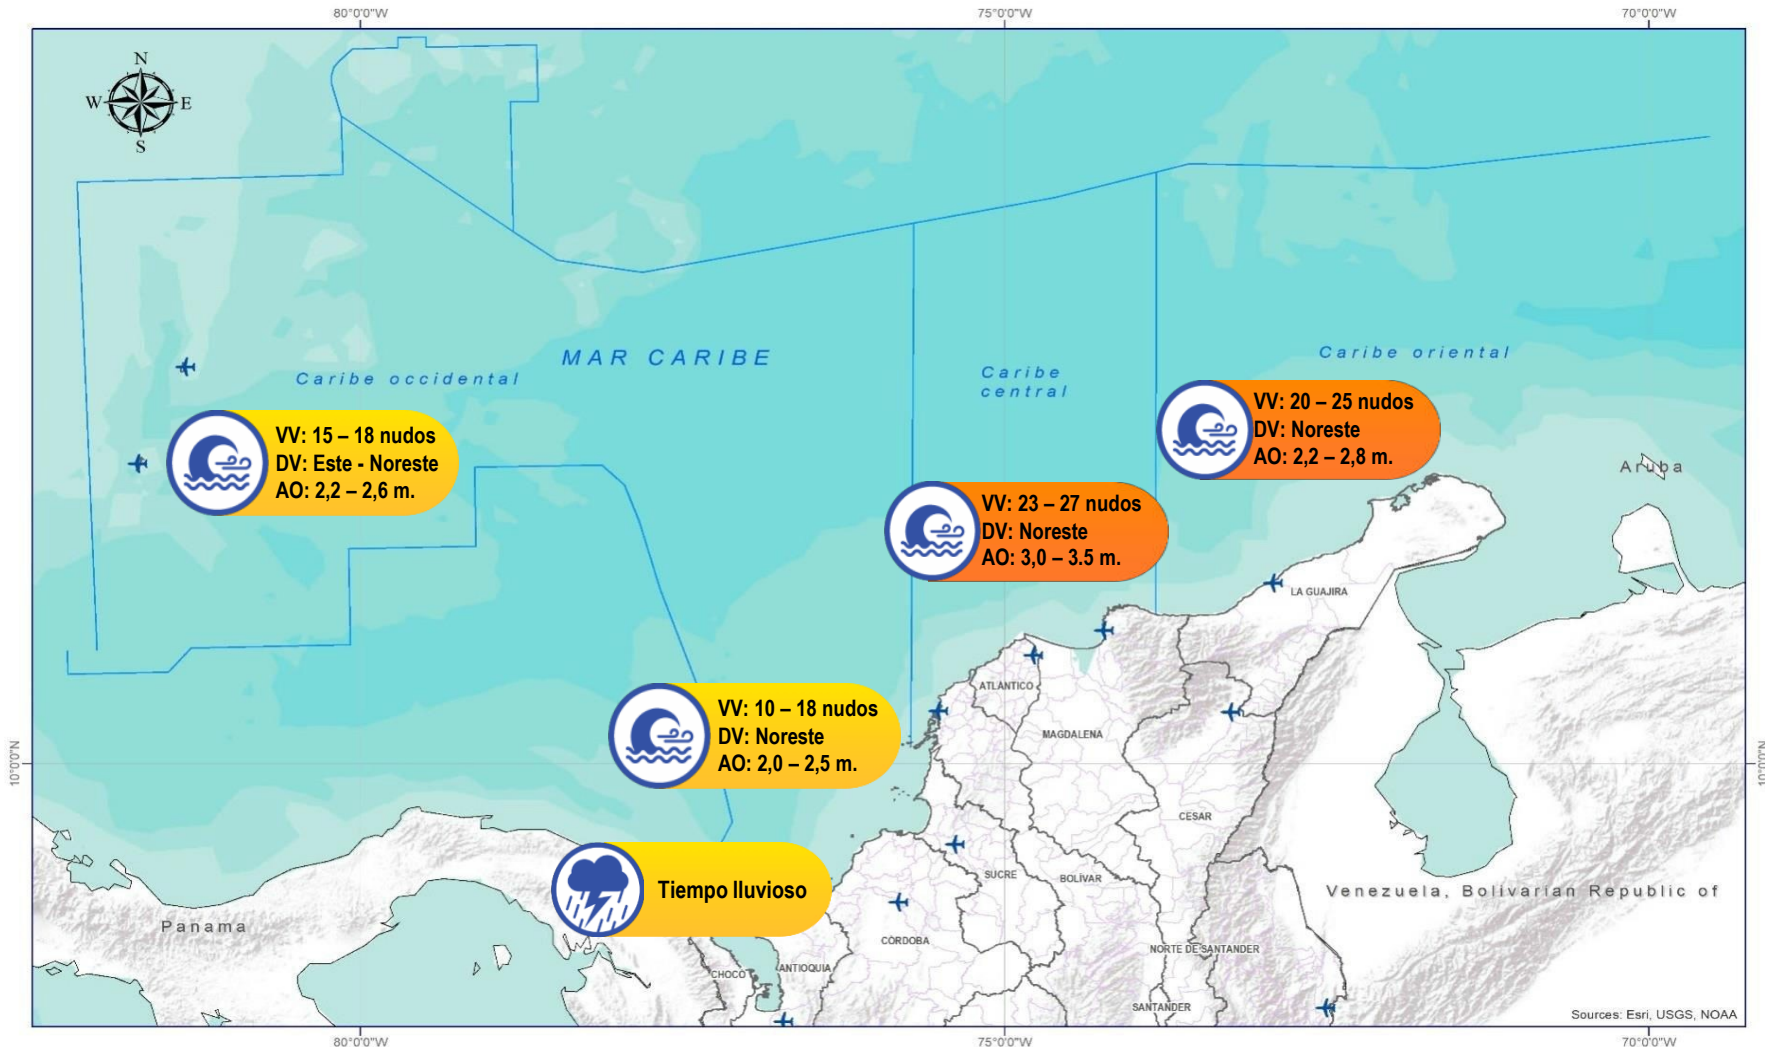 80°0'0"W
75°0'0"W
70°0'0"W
N
W
E
S
MAR CARIBE
Caribe occidental
Caribe
central
Caribe oriental
VV: 20 – 25 nudos
DV: Noreste
AO: 2,2 – 2,8 m.
VV: 15 – 18 nudos
DV: Este - Noreste
AO: 2,2 – 2,6 m.
Aruba
VV: 23 – 27 nudos
DV: Noreste
AO: 3,0 – 3.5 m.
LA GUAJIRA
ATLANTICO
VV: 10 – 18 nudos
DV: Noreste
AO: 2,0 – 2,5 m.
MAGDALENA
10°0'0"N
10°0'0"N
CESAR
Tiempo lluvioso
SUCRE
BOLÍVAR
Venezuela, Bolivarian Republic of
Panama
CÓRDOBA
NORTE DE SANTANDER
CHOCO
ANTIOQUIA
SANTANDER
Sources: Esri, USGS, NOAA
80°0'0"W
75°0'0"W
70°0'0"W